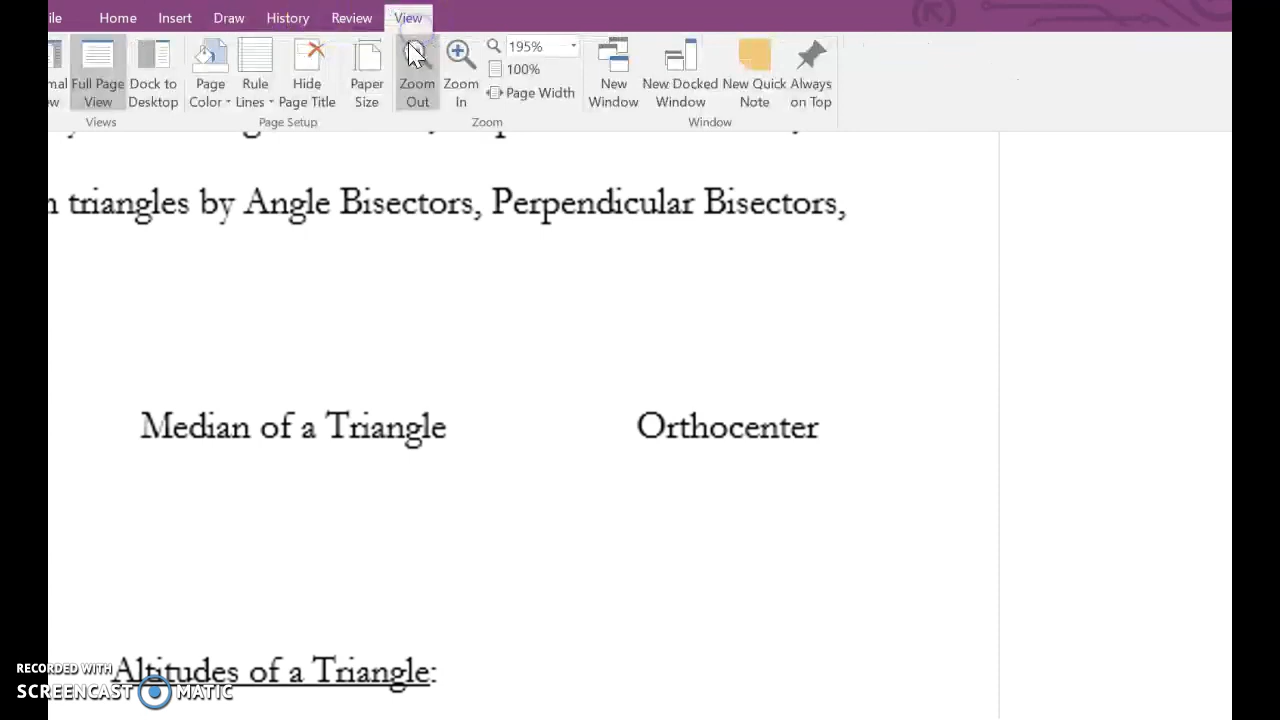 ile Home Insert Draw History Review View
mal Full Page Dock to Page Rule Hide Paper Zoom Zoom 195% New New Docked New Quick Always
ew View Desktop Color Lines Page Title Size Out In 100% Page Width Window Window Note on Top
Views Page Setup Zoom Window
n triangles by Angle Bisectors, Perpendicular Bisectors,
Median of a Triangle Orthocenter
Altitudes of a Triangle:
RECORDED WITH
SCREENCAST MATIC